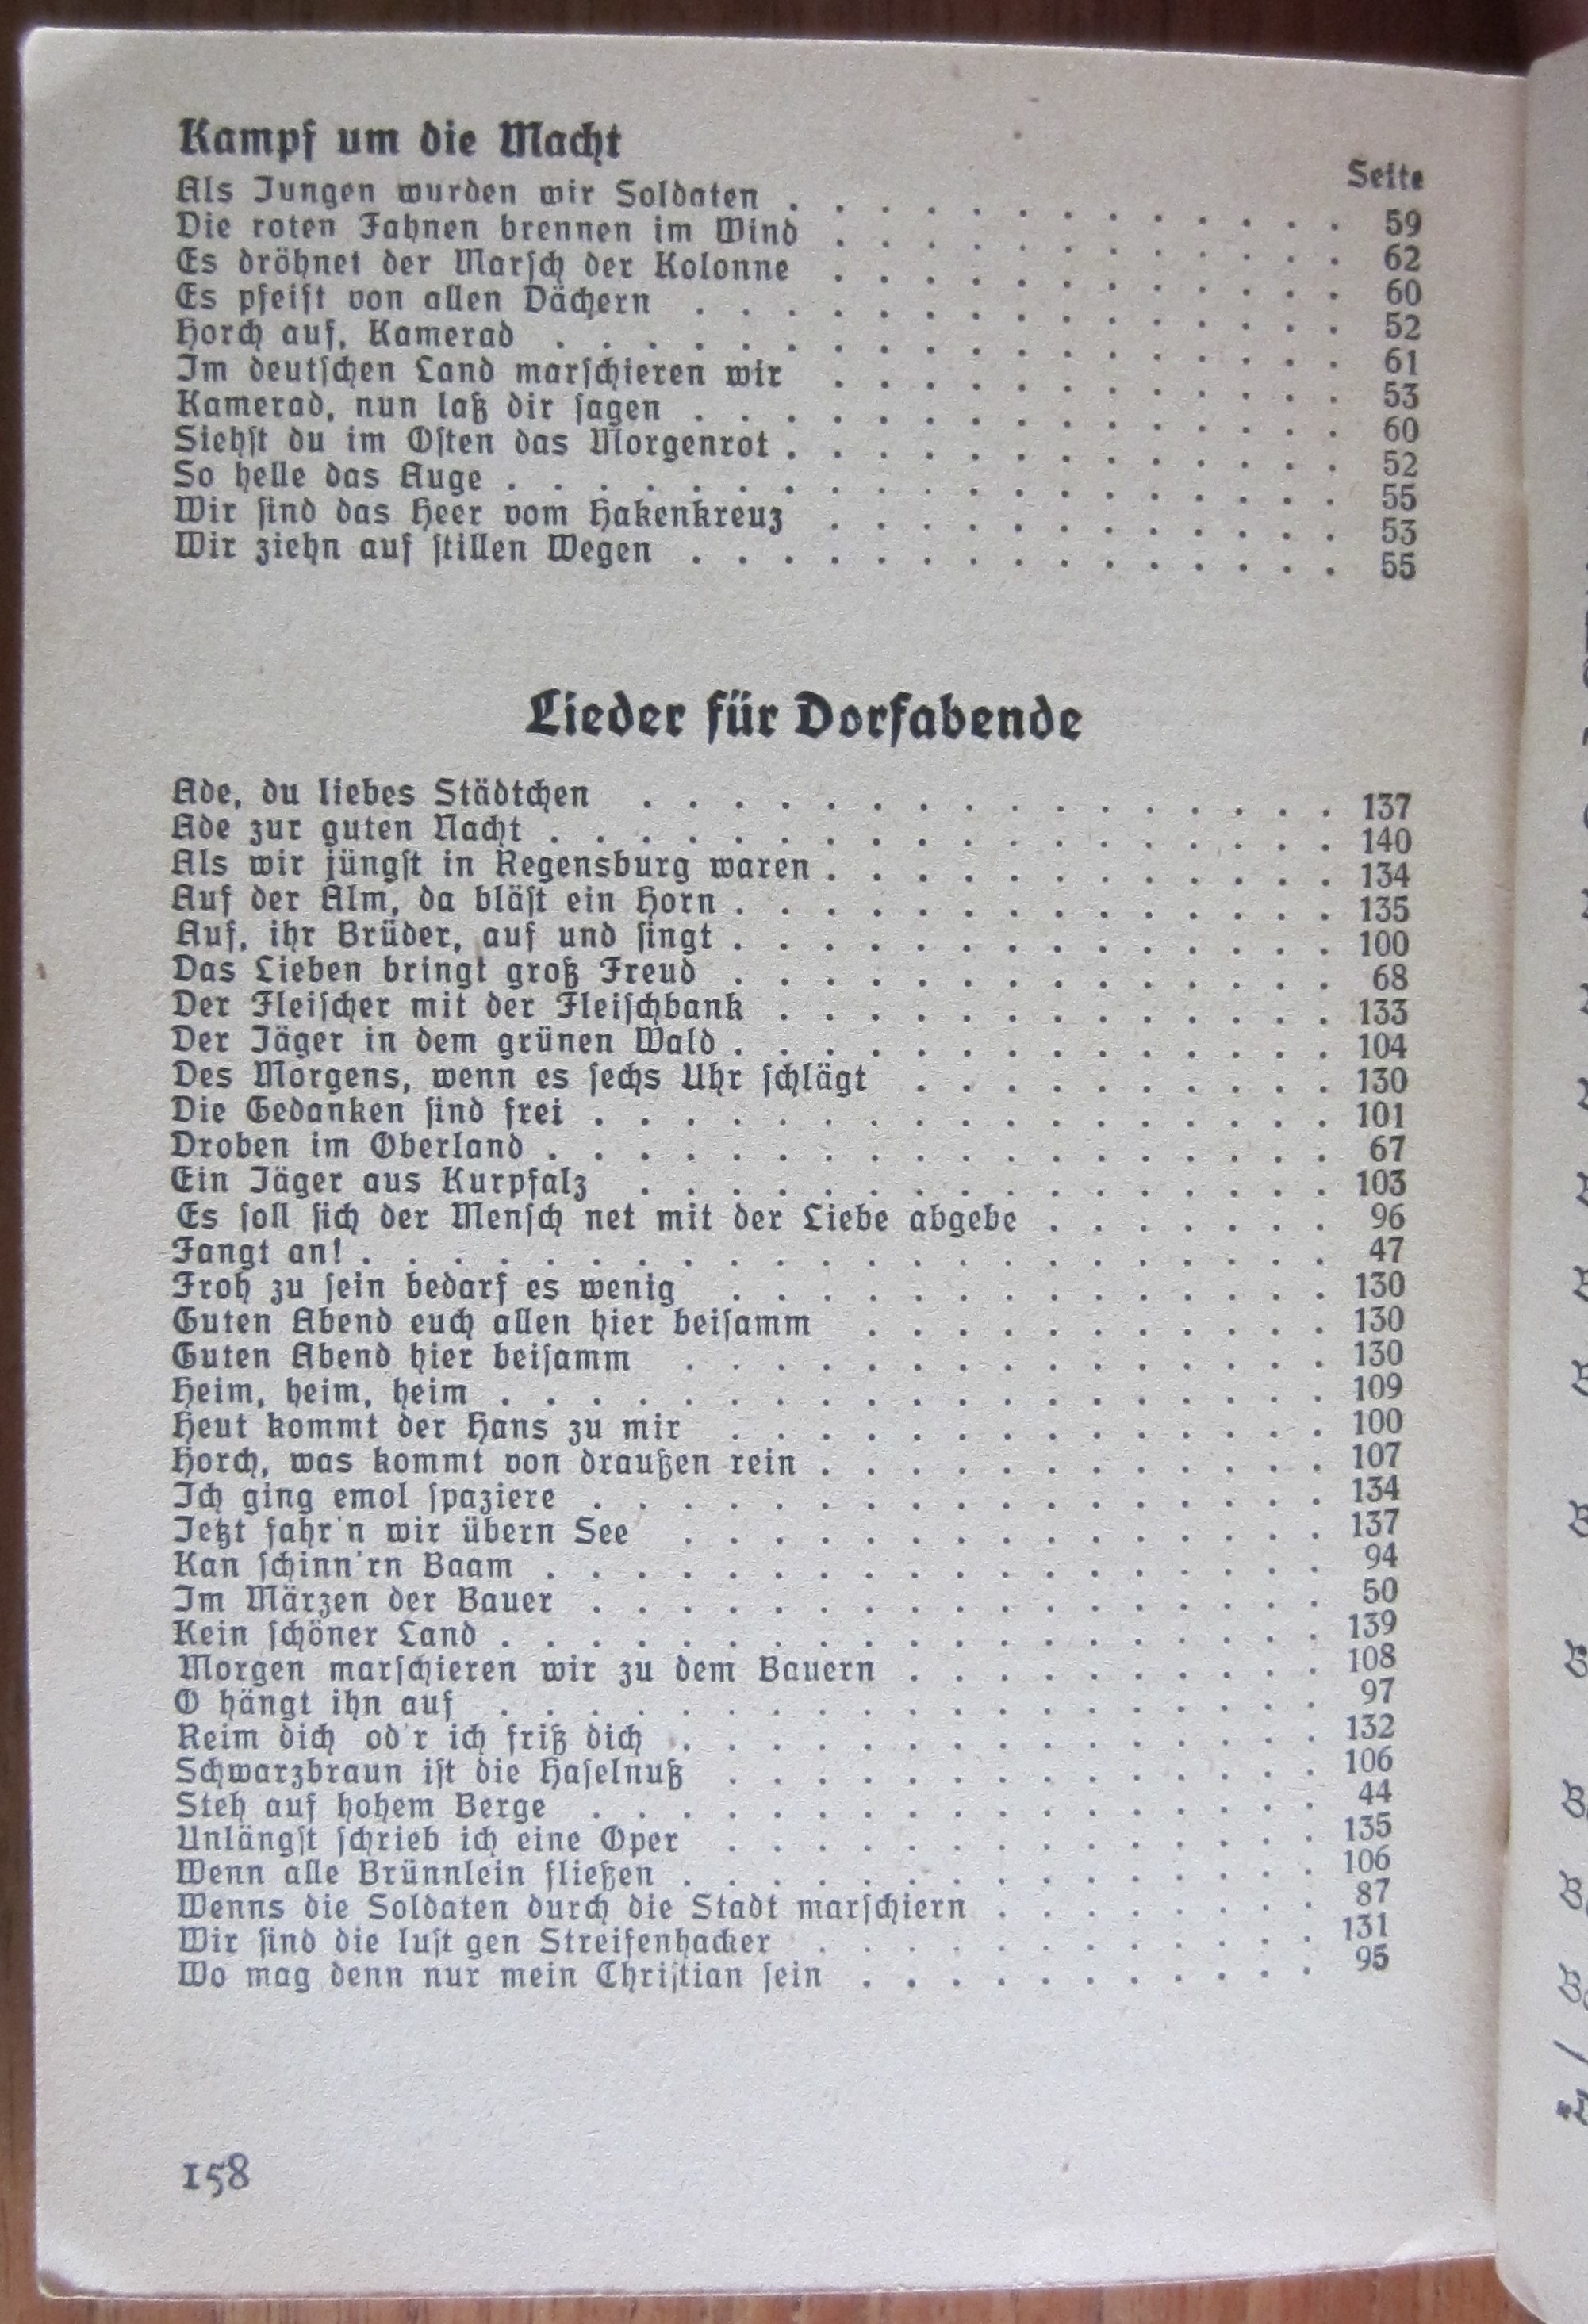 Kampf um die Macht
Seite
Als Jungen wurden wir Soldaten . . . . . . . . . . . . . 59
Die roten Fahnen brennen im Wind . . . . . . . . . . . . 62
Es dröhnet der Marſch der Kolonne . . . . . . . . . . . . 60
Es pfeift von allen Dächern . . . . . . . . . . . . . . . 52
Horch auf, Kamerad . . . . . . . . . . . . . . . . . . 61
Im deutſchen Land marſchieren wir . . . . . . . . . . . . 53
Kamerad, nun laß dir ſagen . . . . . . . . . . . . . . . 60
Siehſt du im Oſten das Morgenrot . . . . . . . . . . . . . 52
So helle das Auge . . . . . . . . . . . . . . . . . . . 55
Wir ſind das Heer vom Hakenkreuz . . . . . . . . . . . . 53
Wir ziehn auf ſtillen Wegen . . . . . . . . . . . . . . . 55
Lieder für Dorfabende
Ade, du liebes Städtchen . . . . . . . . . . . . . . . . 137
Ade zur guten Nacht . . . . . . . . . . . . . . . . . . 140
Als wir jüngſt in Regensburg waren . . . . . . . . . . . . 134
Auf der Alm, da bläſt ein Horn . . . . . . . . . . . . . . 135
Auf, ihr Brüder, auf und ſingt . . . . . . . . . . . . . . 100
Das Lieben bringt groß Freud . . . . . . . . . . . . . . 68
Der Fleiſcher mit der Fleiſchbank . . . . . . . . . . . . . 133
Der Jäger in dem grünen Wald . . . . . . . . . . . . . . 104
Des Morgens, wenn es ſechs Uhr ſchlägt . . . . . . . . . . 130
Die Gedanken ſind frei . . . . . . . . . . . . . . . . . 101
Droben im Oberland . . . . . . . . . . . . . . . . . . 67
Ein Jäger aus Kurpfalz . . . . . . . . . . . . . . . . 103
Es ſoll ſich der Menſch net mit der Liebe abgebe . . . . . . . 96
Fangt an! . . . . . . . . . . . . . . . . . . . . . . 47
Froh zu ſein bedarf es wenig . . . . . . . . . . . . . . 130
Guten Abend euch allen hier beiſamm . . . . . . . . . . . 130
Guten Abend hier beiſamm . . . . . . . . . . . . . . . 130
Heim, heim, heim . . . . . . . . . . . . . . . . . . . 109
Heut kommt der Hans zu mir . . . . . . . . . . . . . . 100
Horch, was kommt von draußen rein . . . . . . . . . . . . 107
Ich ging emol ſpaziere . . . . . . . . . . . . . . . . . 134
Jetzt fahr'n wir übern See . . . . . . . . . . . . . . . 137
Kan ſchinn'rn Baam . . . . . . . . . . . . . . . . . . 94
Im Märzen der Bauer . . . . . . . . . . . . . . . . . 50
Kein ſchöner Land . . . . . . . . . . . . . . . . . . . 139
Morgen marſchieren wir zu dem Bauern . . . . . . . . . . 108
O hängt ihn auf . . . . . . . . . . . . . . . . . . . 97
Reim dich od'r ich friß dich . . . . . . . . . . . . . . . 132
Schwarzbraun iſt die Haſelnuß . . . . . . . . . . . . . . 106
Steh auf hohem Berge . . . . . . . . . . . . . . . . . 44
Unlängſt ſchrieb ich eine Oper . . . . . . . . . . . . . . 135
Wenn alle Brünnlein fließen . . . . . . . . . . . . . . . 106
Wenns die Soldaten durch die Stadt marſchiern . . . . . . . . 87
Wir ſind die luſt gen Streifenhacker . . . . . . . . . . . . 131
Wo mag denn nur mein Chriſtian ſein . . . . . . . . . . . 95
158